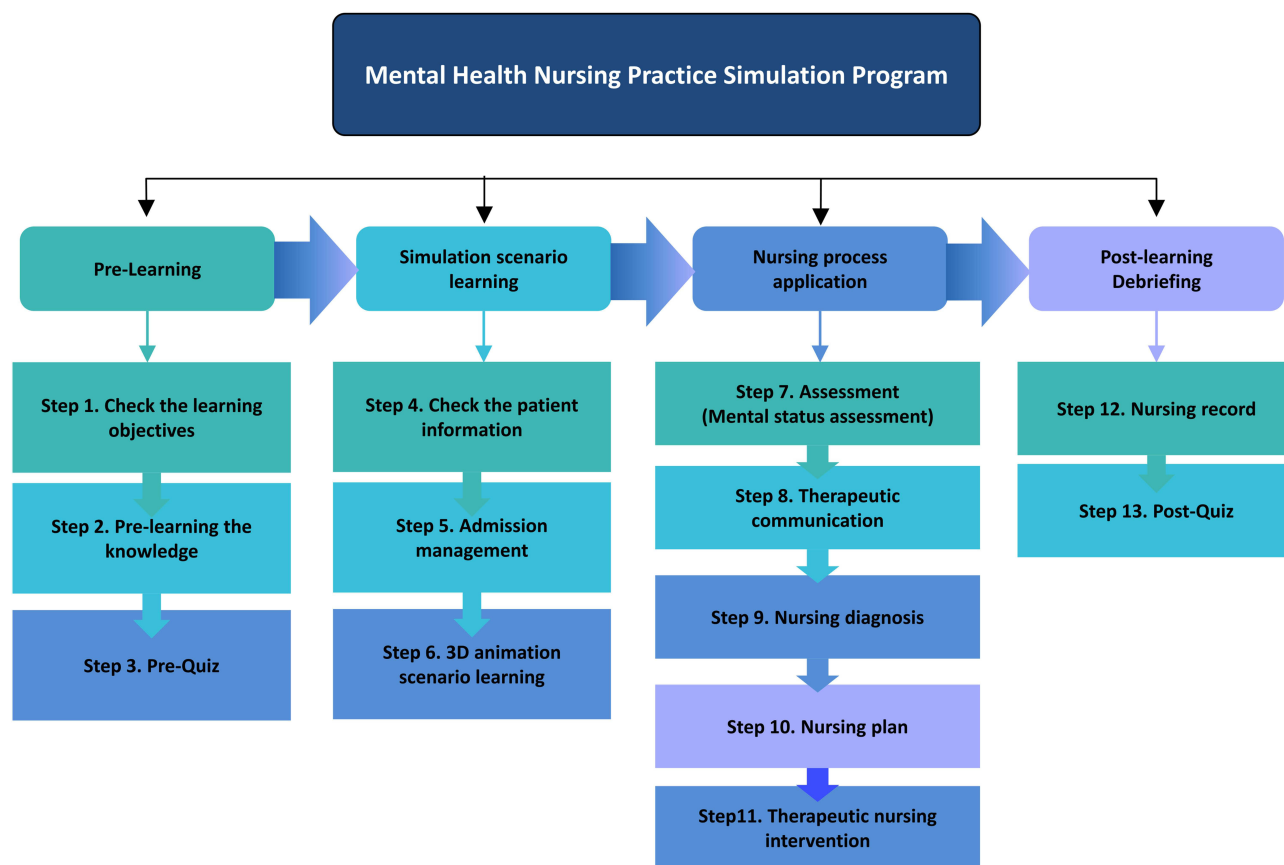 Mental Health Nursing Practice Simulation Program
Pre-Learning
Simulation scenario
learning
Nursing process
application
Post-learning
Debriefing
Step 1. Check the learning
objectives
Step 2. Pre-learning the
knowledge
Step 3. Pre-Quiz
Step 4. Check the patient
information
Step 5. Admission
management
Step 6. 3D animation
scenario learning
Step 7. Assessment
(Mental status assessment)
Step 8. Therapeutic
communication
Step 9. Nursing diagnosis
Step 10. Nursing plan
Step11. Therapeutic nursing
intervention
Step 12. Nursing record
Step 13. Post-Quiz